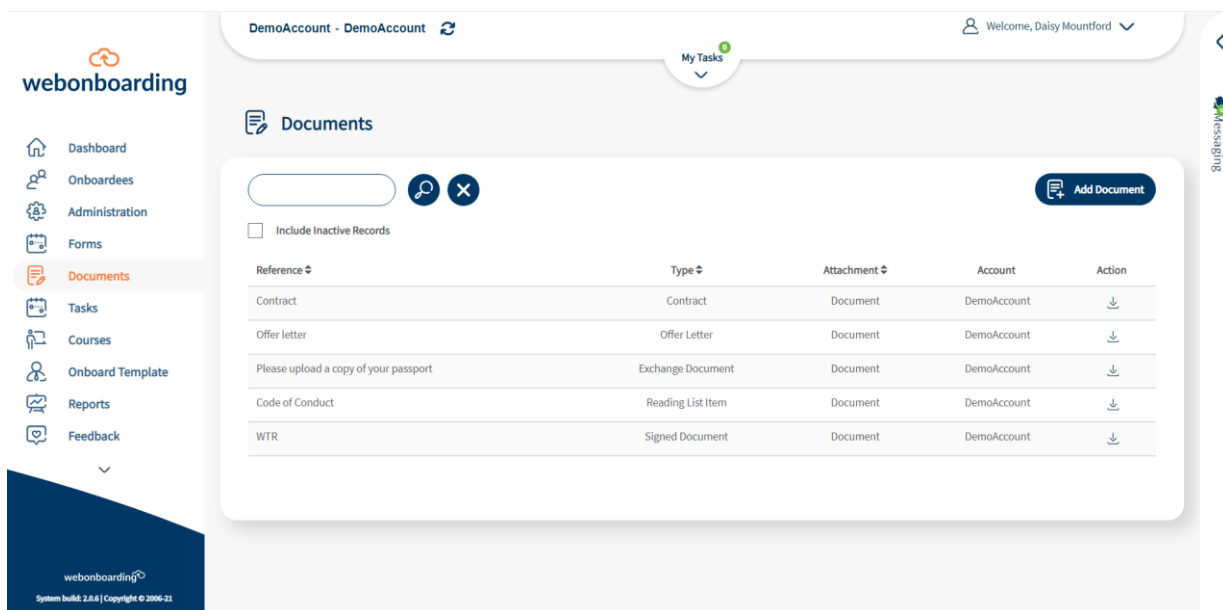 DemoAccount - DemoAccount
Welcome, Daisy Mountford
My Tasks
0
webonboarding
Messaging
Documents
Dashboard
Onboardees
Administration
Forms
Documents
Tasks
Courses
Onboard Template
Reports
Feedback
Add Document
Include Inactive Records
Reference Type Attachment Account Action
Contract Contract Document DemoAccount
Offer letter Offer Letter Document DemoAccount
Please upload a copy of your passport Exchange Document Document DemoAccount
Code of Conduct Reading List Item Document DemoAccount
WTR Signed Document Document DemoAccount
webonboarding
System build: 2.0.6 | Copyright © 2006-21